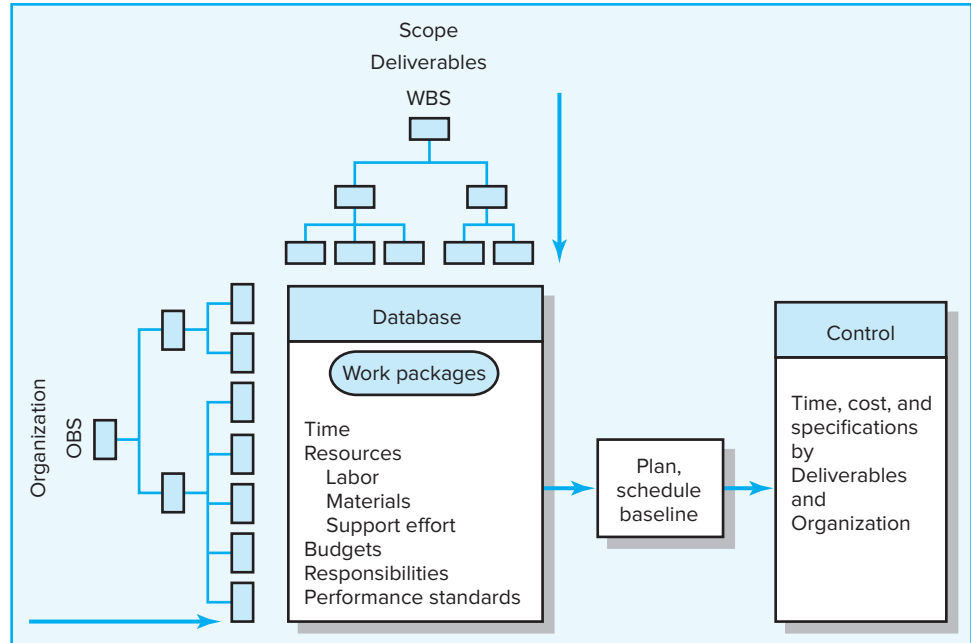 Scope
Deliverables
WBS
Organization
OBS
Database
Work packages
Time
Resources
Labor
Materials
Support effort
Budgets
Responsibilities
Performance standards
Plan,
schedule
baseline
Control
Time, cost, and
specifications
by
Deliverables
and
Organization